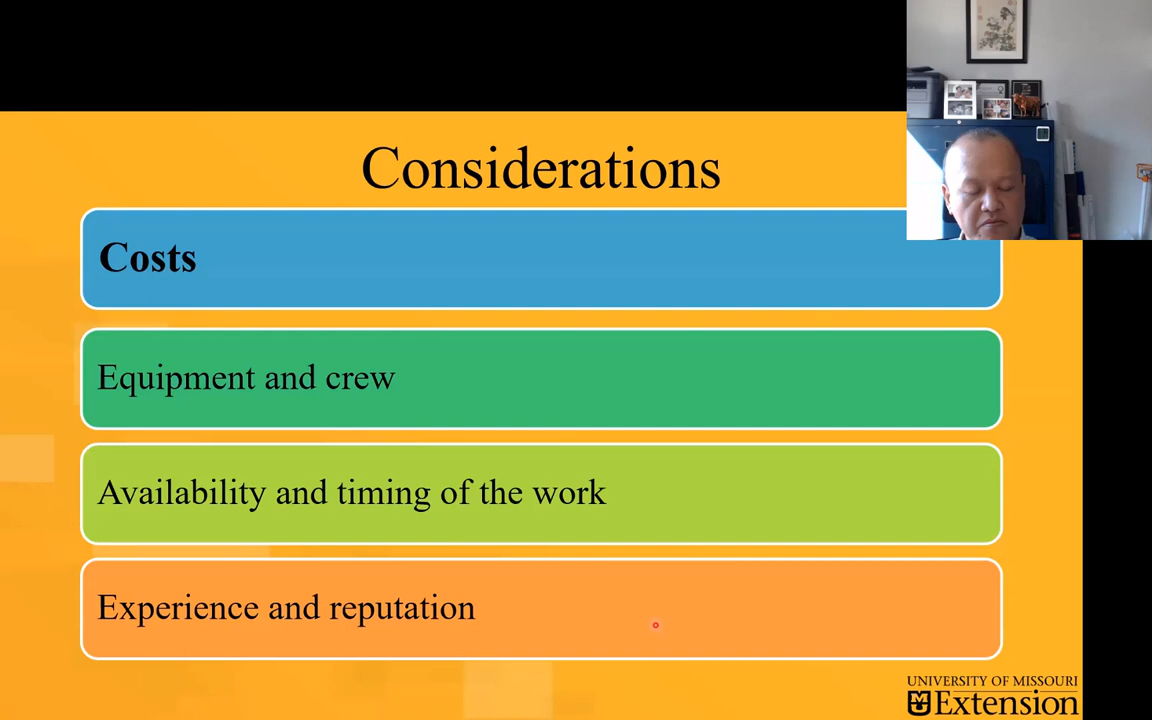 Considerations
Costs
Equipment and crew
Availability and timing of the work
Experience and reputation
UNIVERSITY OF MISSOURI
Extension